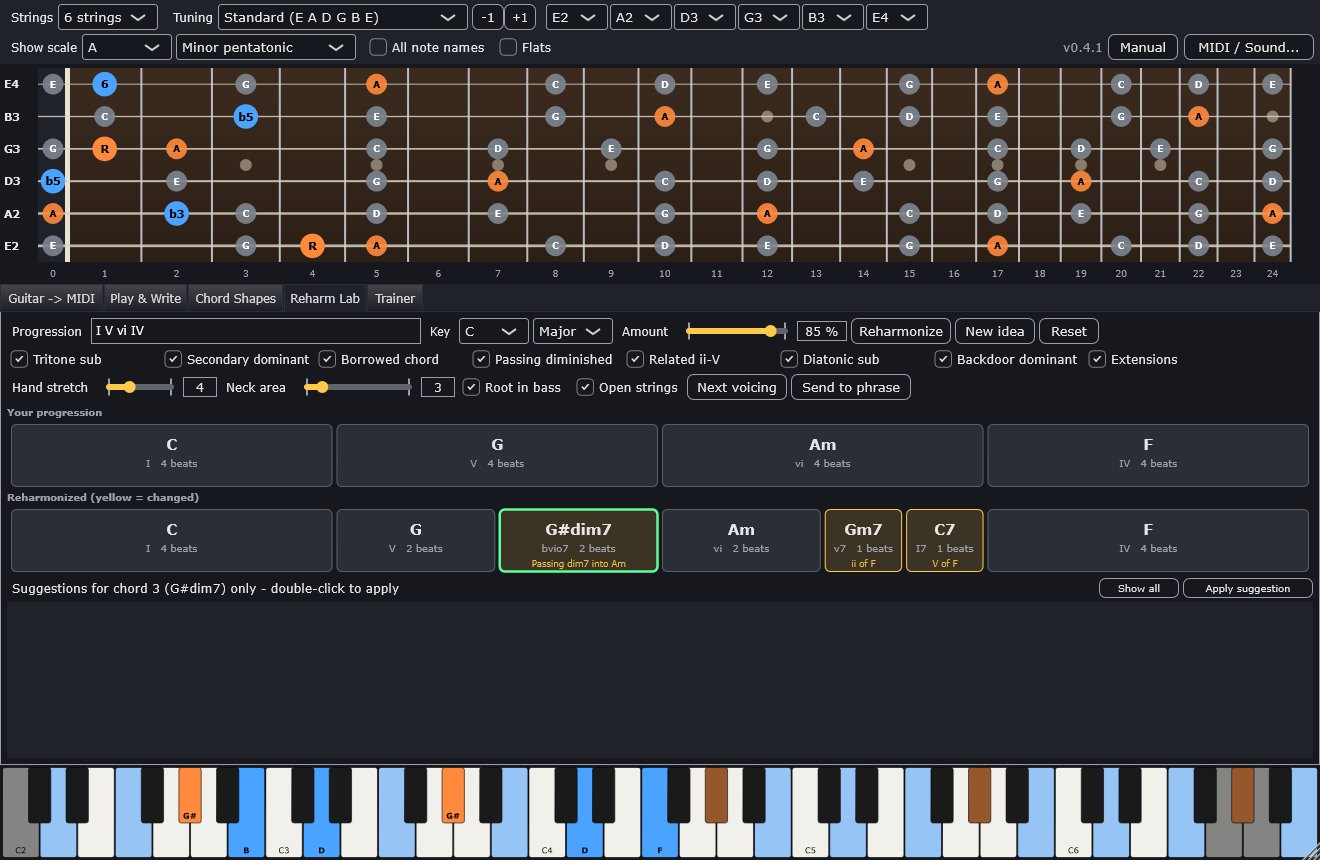 Strings 6 strings Tuning Standard (E A D G B E) -1 +1 E2 A2 D3 G3 B3 E4
Show scale A Minor pentatonic All note names Flats v0.4.1 Manual MIDI / Sound...
E4 E 6 G A C D E G A C D E
B3 C b5 E G A C D E G A
G3 G R A C D E G A C D E G
D3 b5 E G A C D E G A C D
A2 A b3 C D E G A C D E G A
E2 E G R A C D E G A C D E
0 1 2 3 4 5 6 7 8 9 10 11 12 13 14 15 16 17 18 19 20 21 22 23 24
Guitar -> MIDI Play & Write Chord Shapes Reharm Lab Trainer
Progression I V vi IV Key C Major Amount 85 % Reharmonize New idea Reset
Tritone sub Secondary dominant Borrowed chord Passing diminished Related ii-V Diatonic sub Backdoor dominant Extensions
Hand stretch 4 Neck area 3 Root in bass Open strings Next voicing Send to phrase
Your progression
C G Am F
I 4 beats V 4 beats vi 4 beats IV 4 beats
Reharmonized (yellow = changed)
C G G#dim7 Am Gm7 C7 F
I 4 beats V 2 beats bvio7 2 beats vi 2 beats v7 1 beats I7 1 beats IV 4 beats
Passing dim7 into Am ii of F V of F
Suggestions for chord 3 (G#dim7) only - double-click to apply Show all Apply suggestion
G# G#
C2 B C3 D C4 D F C5 C6